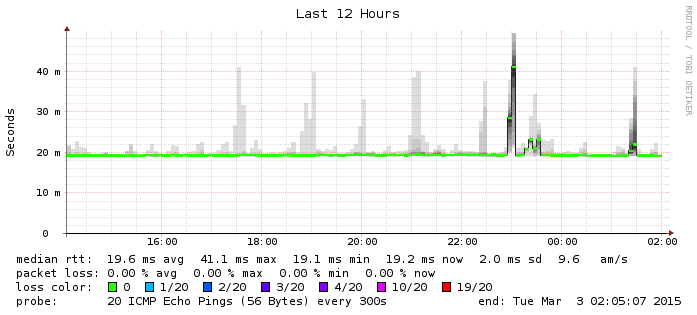 Last 12 Hours
RRDTOOL / TOBI OETIKER
Seconds
40 m
30 m
20 m
10 m
0
16:00 18:00 20:00 22:00 00:00 02:00
median rtt: 19.6 ms avg 41.1 ms max 19.1 ms min 19.2 ms now 2.0 ms sd 9.6 am/s
packet loss: 0.00 % avg 0.00 % max 0.00 % min 0.00 % now
loss color: 0 1/20 2/20 3/20 4/20 10/20 19/20
probe: 20 ICMP Echo Pings (56 Bytes) every 300s end: Tue Mar 3 02:05:07 2015